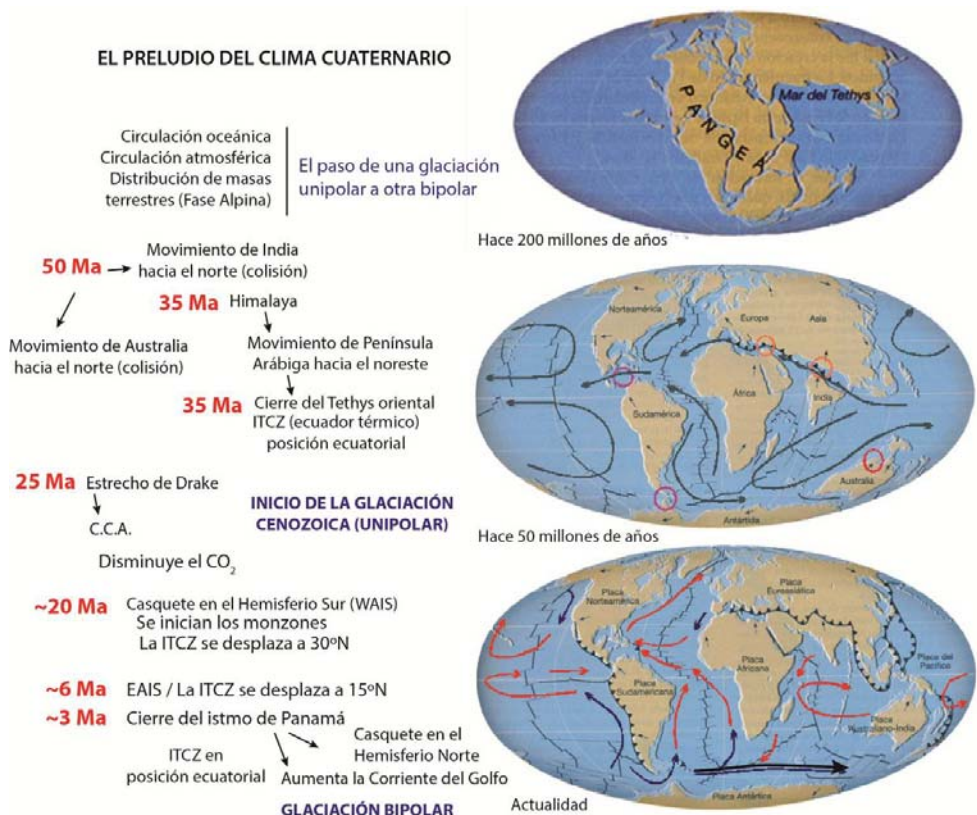 EL PRELUDIO DEL CLIMA CUATERNARIO
Circulación oceánica
Circulación atmosférica
Distribución de masas
terrestres (Fase Alpina)
El paso de una glaciación
unipolar a otra bipolar
50 Ma
Movimiento de India
hacia el norte (colisión)
35 Ma Himalaya
Movimiento de Australia
hacia el norte (colisión)
Movimiento de Península
Arábiga hacia el noreste
35 Ma Cierre del Tethys oriental
ITCZ (ecuador térmico)
posición ecuatorial
25 Ma Estrecho de Drake
C.C.A.
INICIO DE LA GLACIACIÓN
CENOZOICA (UNIPOLAR)
Disminuye el CO₂
~20 Ma Casquete en el Hemisferio Sur (WAIS)
Se inician los monzones
La ITCZ se desplaza a 30ºN
~6 Ma EAIS / La ITCZ se desplaza a 15ºN
~3 Ma Cierre del istmo de Panamá
Casquete en el
Hemisferio Norte
ITCZ en
posición ecuatorial
Aumenta la Corriente del Golfo
GLACIACIÓN BIPOLAR
PANGEA
Mar del Tethys
Hace 200 millones de años
Norteamérica
Europa
Asia
África
India
Sudamérica
Australia
Antártida
Hace 50 millones de años
Placa
Norteamericana
Placa
Eureasiática
Placa del
Pacífico
Placa
Africana
Placa
Sudamericana
Placa
Australiano-India
Placa Antártica
Actualidad